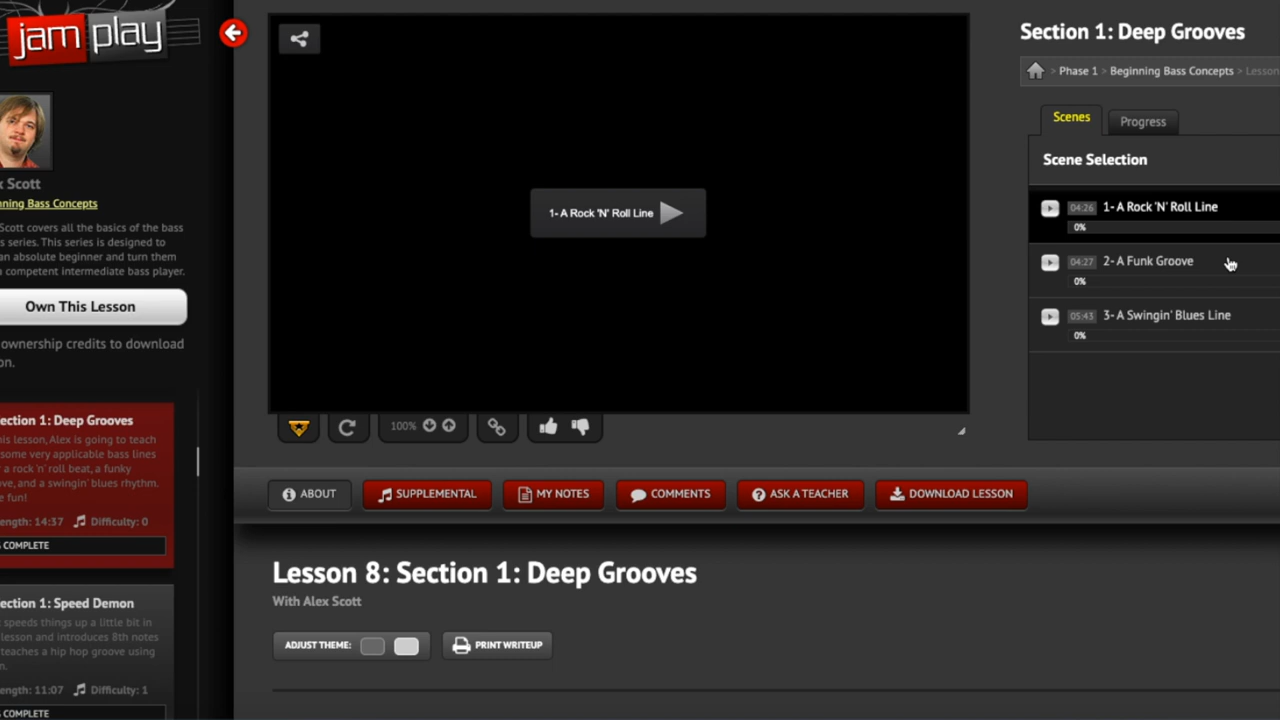 jam play
x Scott
nning Bass Concepts
Scott covers all the basics of the bass
s series. This series is designed to
an absolute beginner and turn them
a competent intermediate bass player.
Own This Lesson
ownership credits to download
on.
ection 1: Deep Grooves
his lesson, Alex is going to teach
some very applicable bass lines
r a rock 'n' roll beat, a funky
ove, and a swingin' blues rhythm.
e fun!
ength: 14:37 Difficulty: 0
COMPLETE
ection 1: Speed Demon
speeds things up a little bit in
lesson and introduces 8th notes
teaches a hip hop groove using
n.
ength: 11:07 Difficulty: 1
COMPLETE
1- A Rock 'N' Roll Line
100%
Section 1: Deep Grooves
> Phase 1 > Beginning Bass Concepts > Lesson
Scenes Progress
Scene Selection
04:26 1- A Rock 'N' Roll Line
0%
04:27 2- A Funk Groove
0%
05:43 3- A Swingin' Blues Line
0%
ABOUT SUPPLEMENTAL MY NOTES COMMENTS ASK A TEACHER DOWNLOAD LESSON
Lesson 8: Section 1: Deep Grooves
With Alex Scott
ADJUST THEME: PRINT WRITEUP